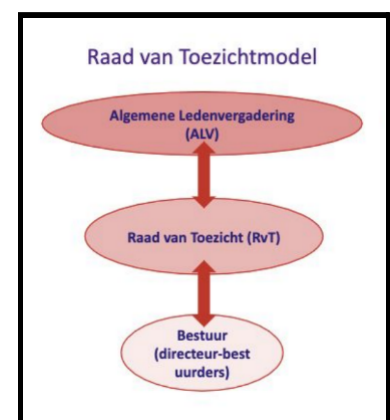 Raad van Toezichtmodel
Algemene Ledenvergadering
(ALV)
Raad van Toezicht (RvT)
Bestuur
(directeur-best
uurders)